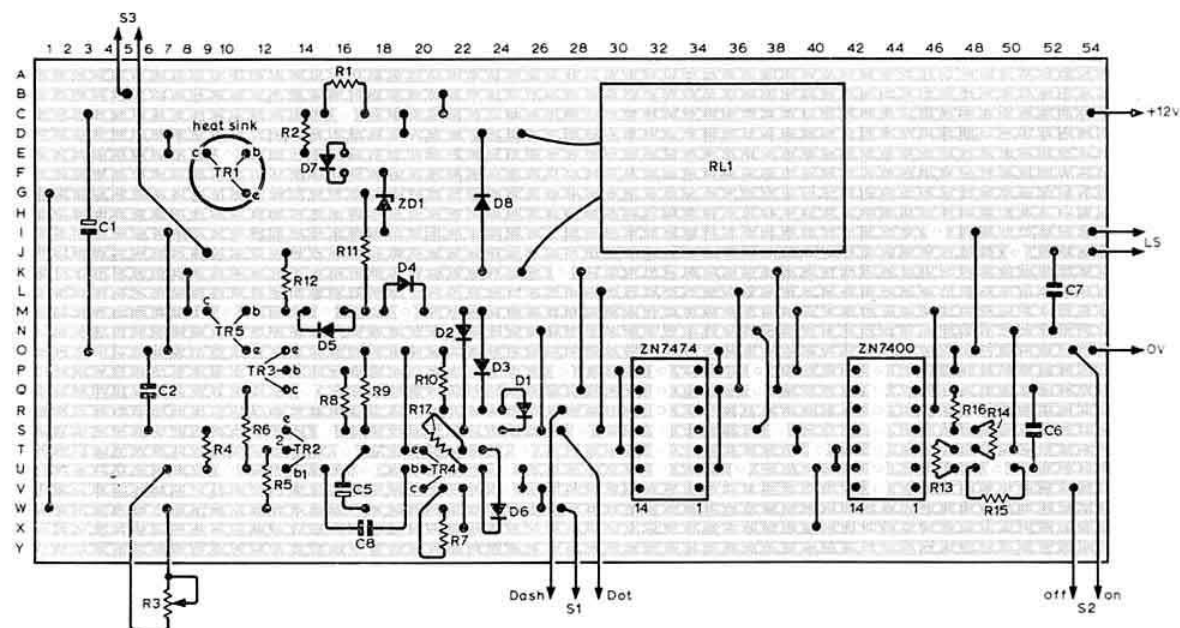 S3
1 2 3 4 5 6 7 8 9 10 12 14 16 18 20 22 24 26 28 30 32 34 36 38 40 42 44 46 48 50 52 54
A
R1
B
C
+12v
heat sink
R2
D
E
c
b
D7
TR1
RL1
F
G
e
ZD1
D8
H
C1
I
R11
LS
J
K
R12
D4
L
C7
M
c
b
TR5
D5
D2
N
O
e
e
ZN7474
ZN7400
0V
TR3
b
D3
P
R10
D1
C2
c
R8
R9
Q
R17
R16
R14
R
e
R6
S
R4
2
TR2
C6
T
e
b1
b
TR4
U
R5
R13
C5
c
V
R15
D6
W
14
1
14
1
X
C8
R7
Y
Dash
S1
Dot
off
S2
on
R3